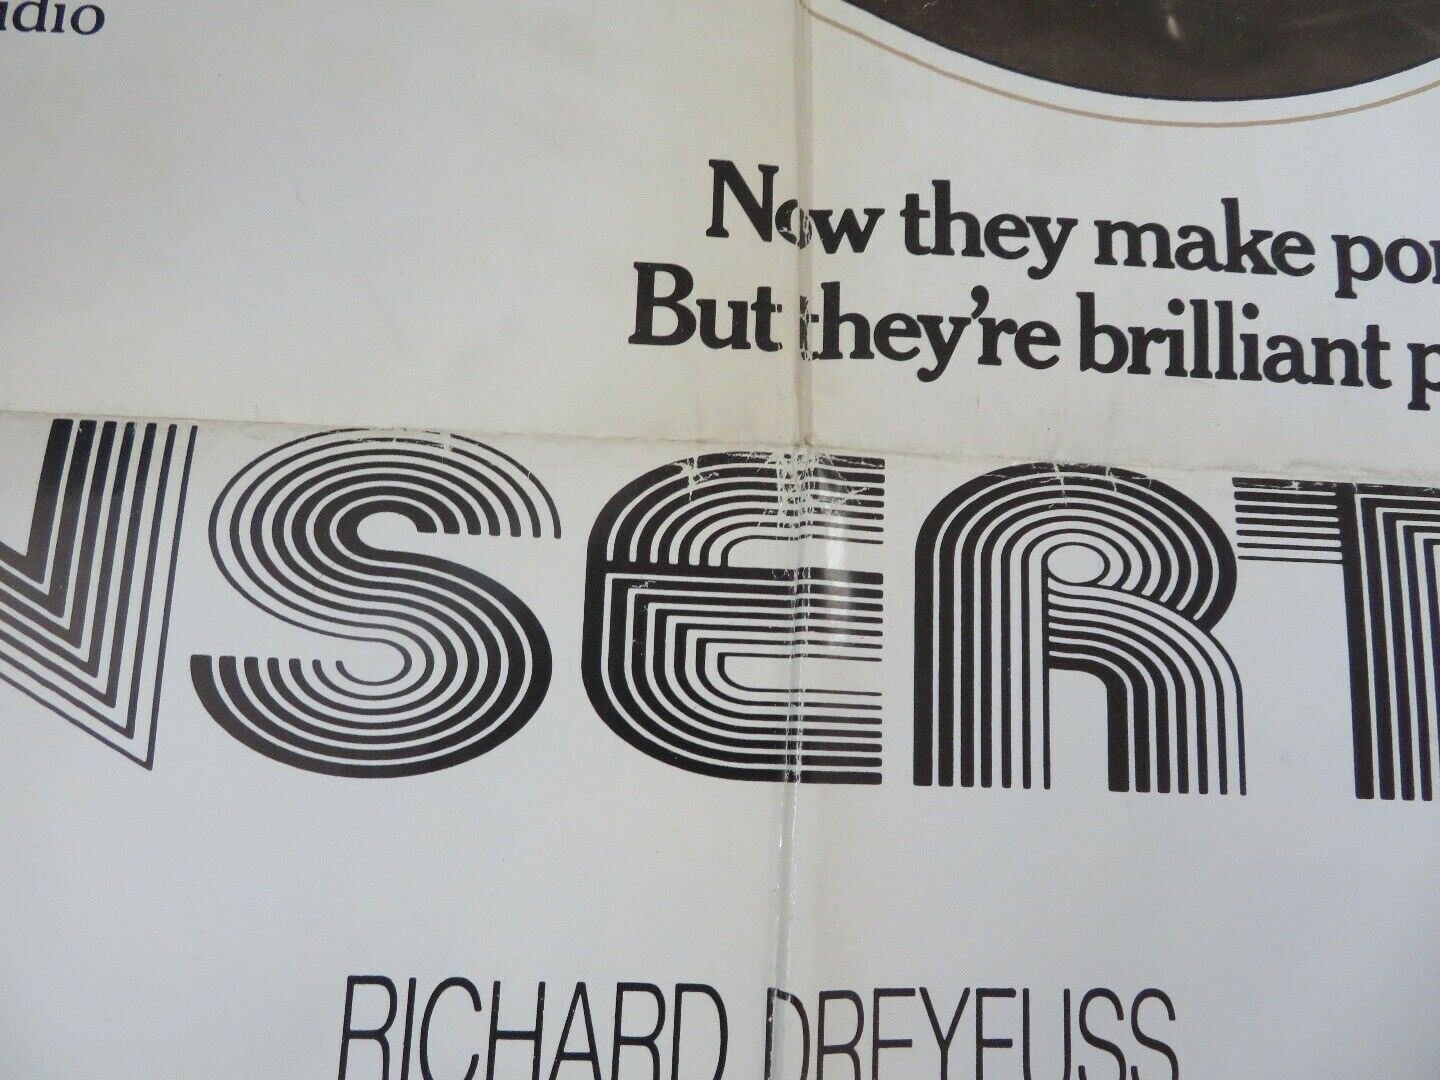 udio
Now they make por
But they're brilliant p
NSERT
RICHARD DREYFUSS